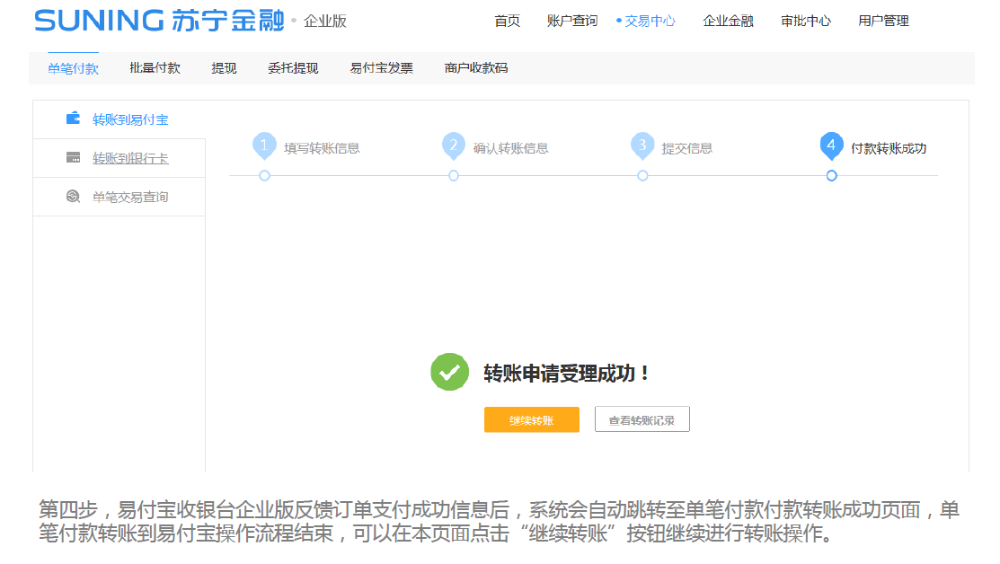 SUNING 苏宁金融 • 企业版
首页 账户查询 •交易中心 企业金融 审批中心 用户管理
单笔付款 批量付款 提现 委托提现 易付宝发票 商户收款码
转账到易付宝
转账到银行卡
单笔交易查询
1 填写转账信息 2 确认转账信息 3 提交信息 4 付款转账成功
转账申请受理成功！
继续转账 查看转账记录
第四步，易付宝收银台企业版反馈订单支付成功信息后，系统会自动跳转至单笔付款付款转账成功页面，单
笔付款转账到易付宝操作流程结束，可以在本页面点击“继续转账”按钮继续进行转账操作。